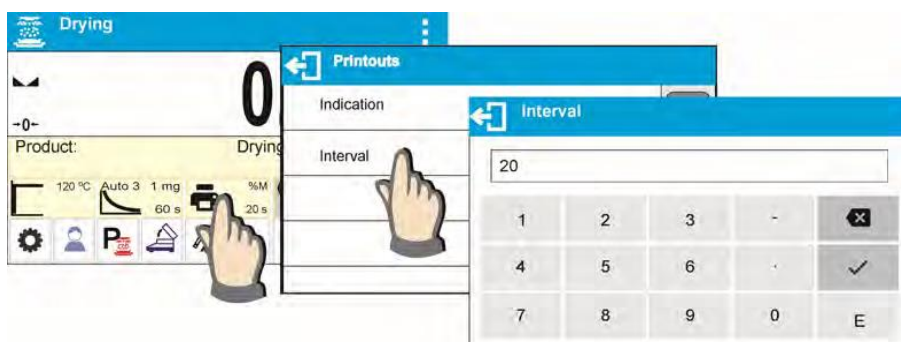 Drying
0
-0-
Product:
Drying
120 °C
Auto 3
1 mg
60 s
%M
20 s
P
Printouts
Indication
Interval
Interval
20
1 2 3 -
4 5 6 .
7 8 9 0 E